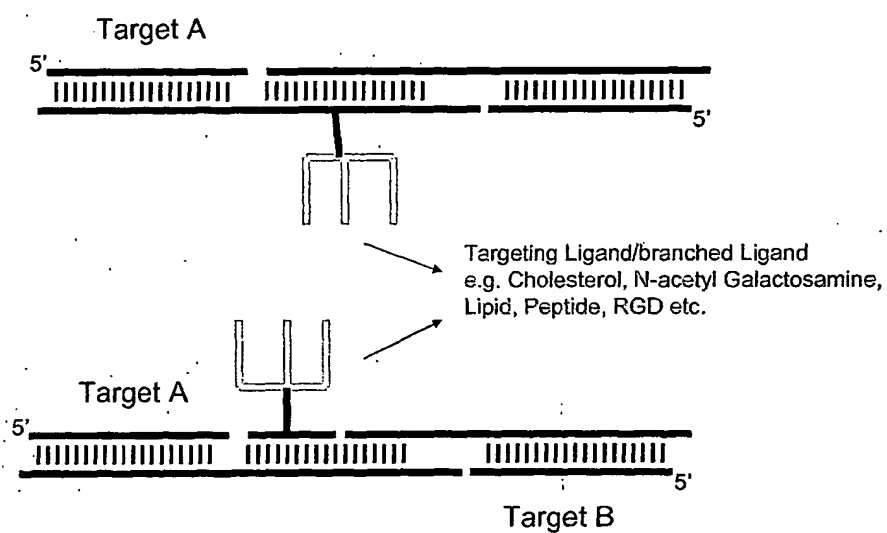 Target A
5'
5'
Targeting Ligand/branched Ligand
e.g. Cholesterol, N-acetyl Galactosamine,
Lipid, Peptide, RGD etc.
Target A
5'
5'
Target B